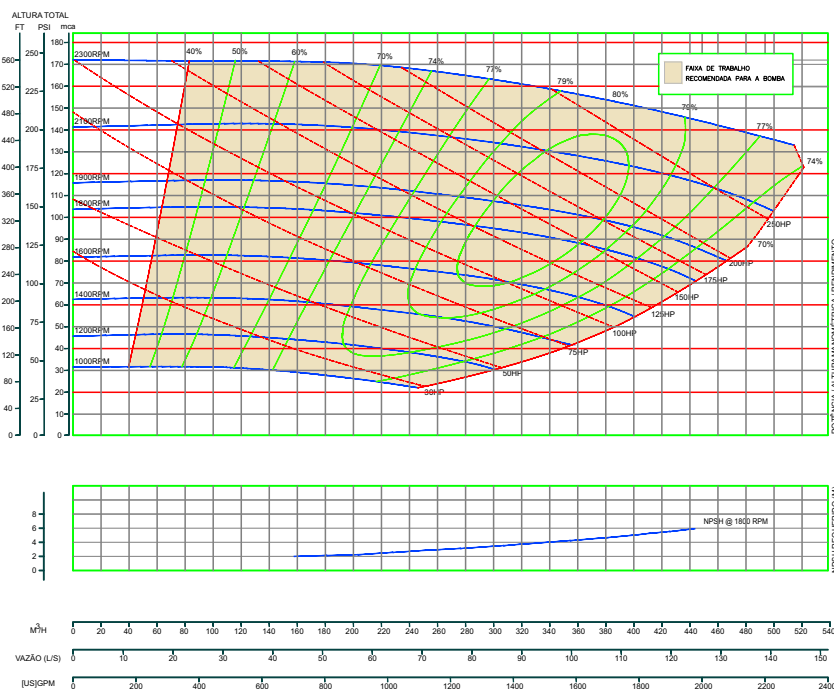 ALTURA TOTAL
FT PSI mca
560 520 480 440 400 360 320 280 240 200 160 120 80 40 0
250 225 200 175 150 125 100 75 50 25 0
180 170 160 150 140 130 120 110 100 90 80 70 60 50 40 30 20 10 0
2300RPM
2100RPM
1900RPM
1800RPM
1600RPM
1400RPM
1200RPM
1000RPM
40% 50% 60% 70% 74% 77% 79% 80% 79% 77% 74% 70%
FAIXA DE TRABALHO
RECOMENDADA PARA A BOMBA
250HP
200HP
175HP
150HP
125HP
100HP
75HP
50HP
30HP
8 6 4 2 0
NPSH @ 1800 RPM
M³/H 0 20 40 60 80 100 120 140 160 180 200 220 240 260 280 300 320 340 360 380 400 420 440 460 480 500 520 540
VAZÃO (L/S) 0 10 20 30 40 50 60 70 80 90 100 110 120 130 140 150
[US]GPM 0 200 400 600 800 1000 1200 1400 1600 1800 2000 2200 2400